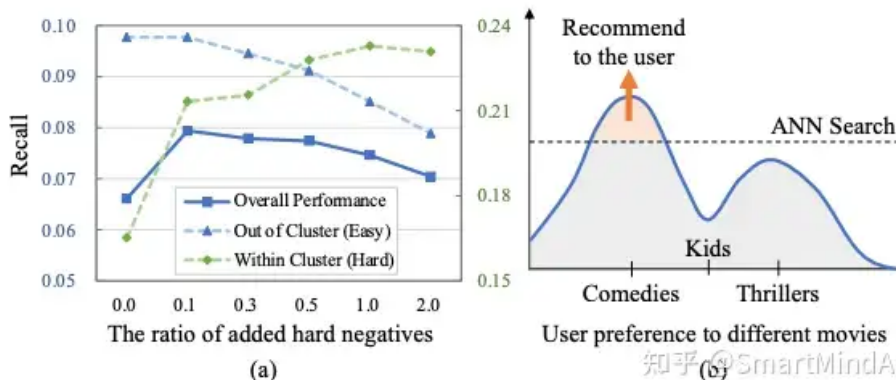 0.10
0.09
0.08
0.07
0.06
0.05
Recall
Overall Performance
Out of Cluster (Easy)
Within Cluster (Hard)
0.24
0.21
0.18
0.15
0.0 0.1 0.3 0.5 1.0 2.0
The ratio of added hard negatives
(a)
Recommend
to the user
ANN Search
Kids
Comedies Thrillers
User preference to different movies
(b)
知乎 @SmartMindA